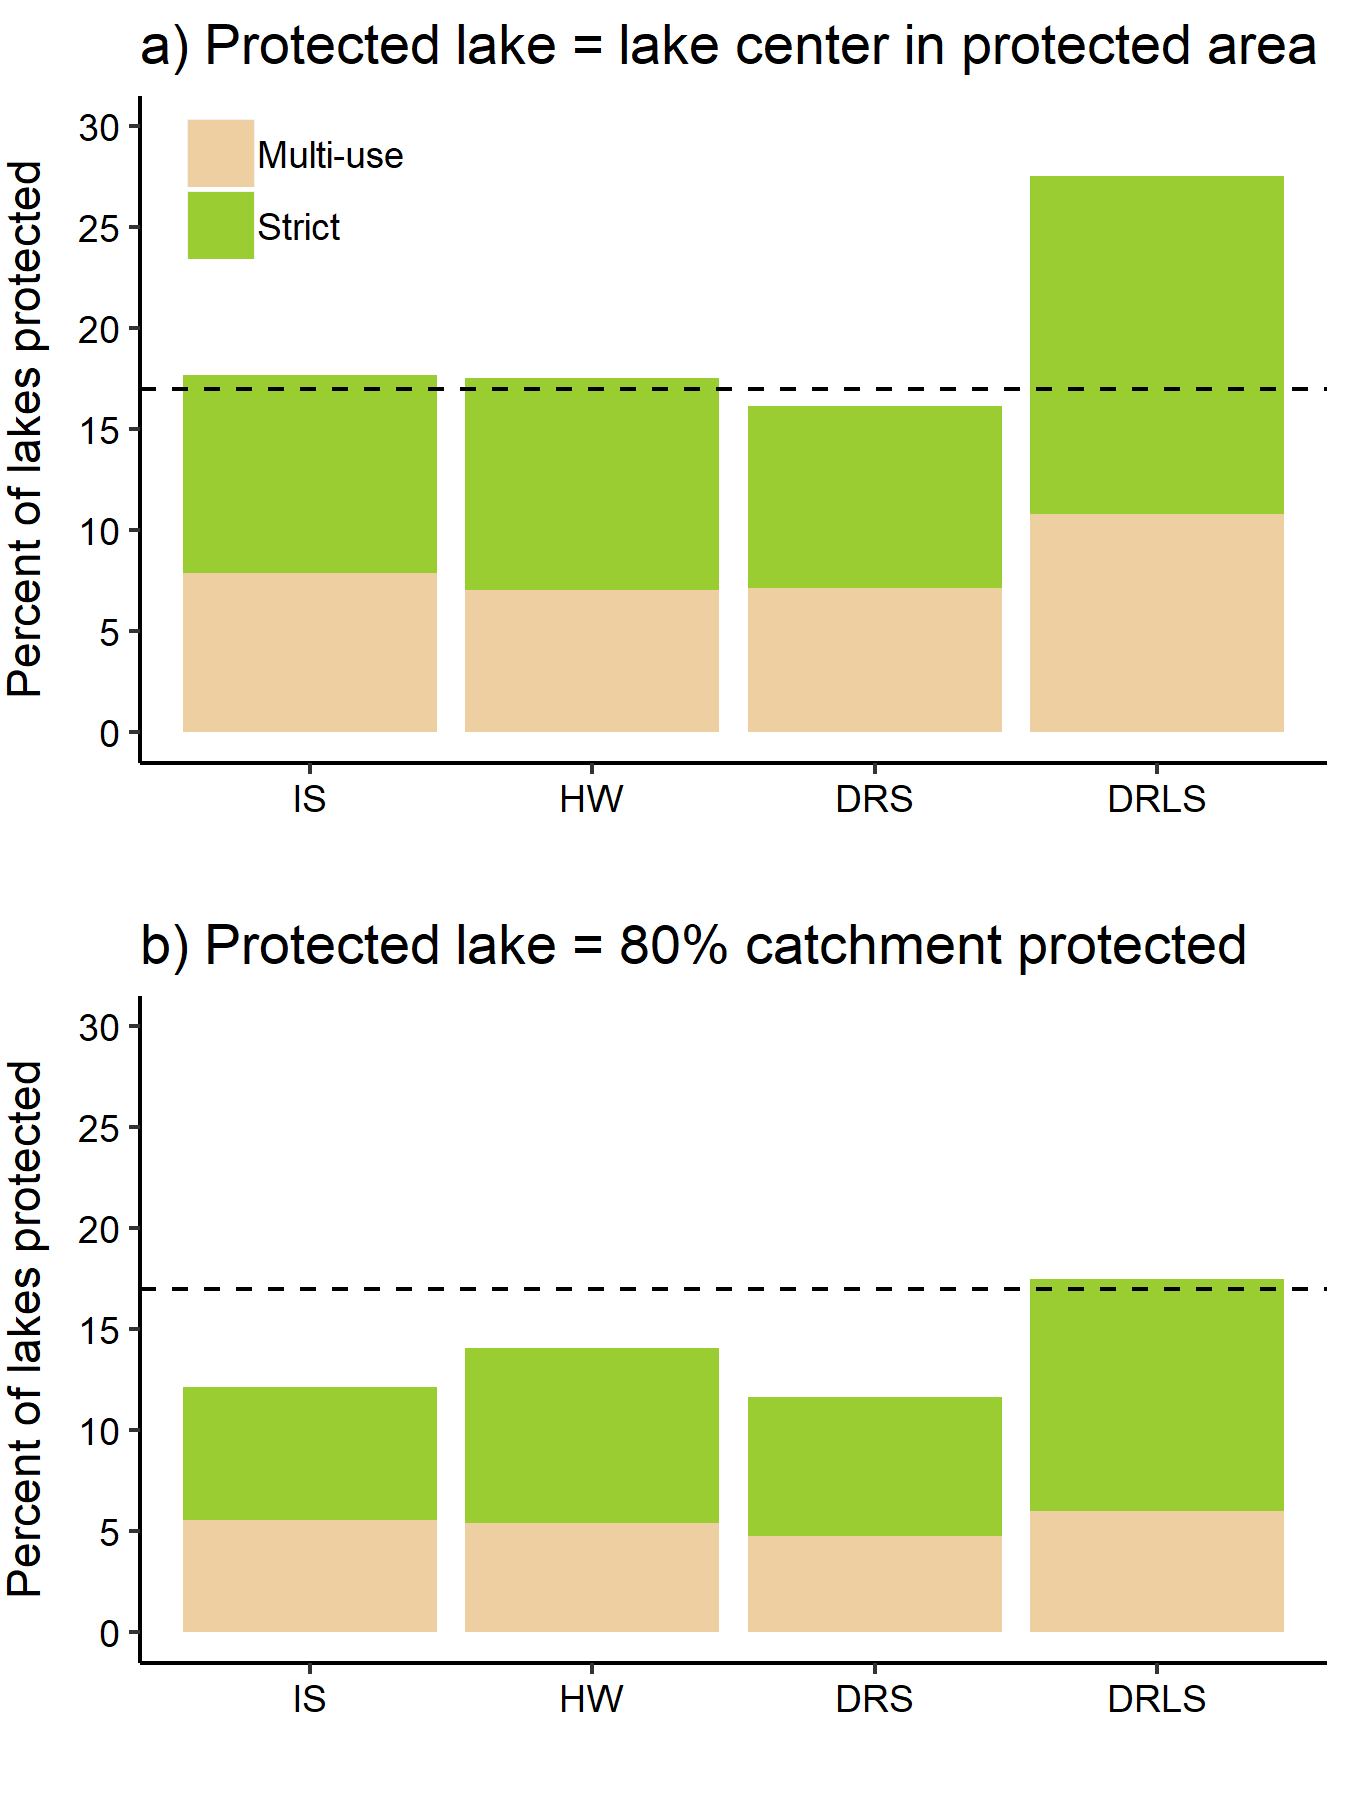 a) Protected lake = lake center in protected area
Percent of lakes protected
30
25
20
15
10
5
0
Multi-use
Strict
IS HW DRS DRLS
b) Protected lake = 80% catchment protected
Percent of lakes protected
30
25
20
15
10
5
0
IS HW DRS DRLS